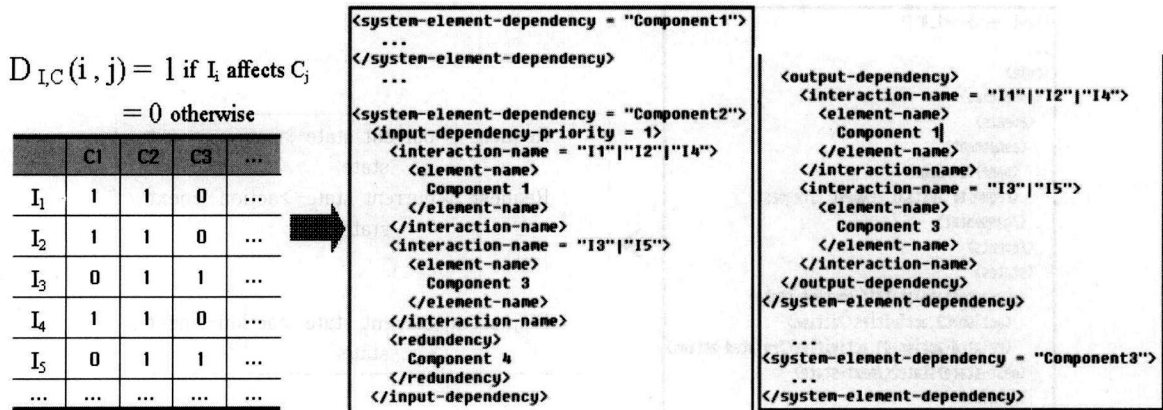 D I,C (i , j) = 1 if Ii affects Cj
= 0 otherwise
C1 C2 C3 ...
I1 1 1 0 ...
I2 1 1 0 ...
I3 0 1 1 ...
I4 1 1 0 ...
I5 0 1 1 ...
... ... ... ... ...
<system-element-dependency = "Component1">
...
</system-element-dependency>
...
<system-element-dependency = "Component2">
<input-dependency-priority = 1>
<interaction-name = "I1"|"I2"|"I4">
<element-name>
Component 1
</element-name>
</interaction-name>
<interaction-name = "I3"|"I5">
<element-name>
Component 3
</element-name>
</interaction-name>
<redundency>
Component 4
</redundency>
</input-dependency>
<output-dependency>
<interaction-name = "I1"|"I2"|"I4">
<element-name>
Component 1
</element-name>
</interaction-name>
<interaction-name = "I3"|"I5">
<element-name>
Component 3
</element-name>
</interaction-name>
</output-dependency>
</system-element-dependency>
<system-element-dependency = "Component3">
...
</system-element-dependency>